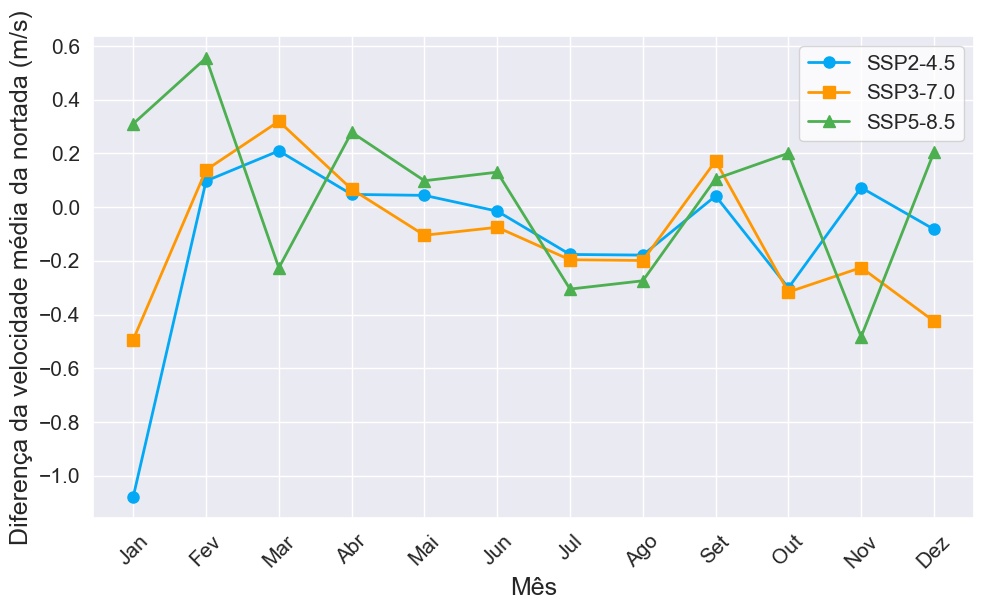 Diferença da velocidade média da nortada (m/s)
0.6
0.4
0.2
0.0
−0.2
−0.4
−0.6
−0.8
−1.0
SSP2-4.5
SSP3-7.0
SSP5-8.5
Jan Fev Mar Abr Mai Jun Jul Ago Set Out Nov Dez
Mês